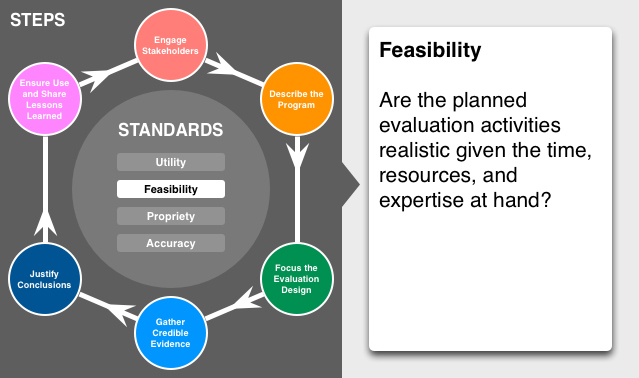 STEPS
Engage
Stakeholders
Describe the
Program
Focus the
Evaluation
Design
Gather
Credible
Evidence
Justify
Conclusions
Ensure Use
and Share
Lessons
Learned
STANDARDS
Utility
Feasibility
Propriety
Accuracy
Feasibility
Are the planned
evaluation activities
realistic given the time,
resources, and
expertise at hand?